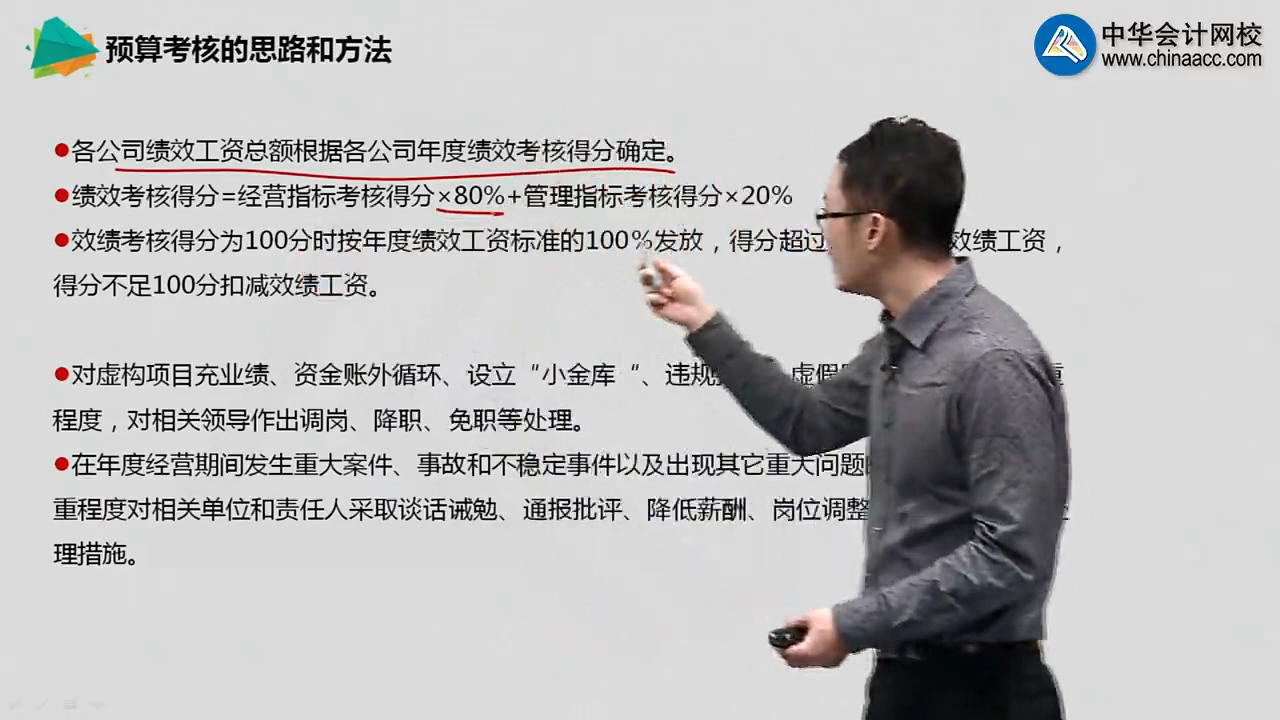 预算考核的思路和方法
中华会计网校
www.chinaacc.com
●各公司绩效工资总额根据各公司年度绩效考核得分确定。
●绩效考核得分=经营指标考核得分×80%+管理指标考核得分×20%
●效绩考核得分为100分时按年度绩效工资标准的100%发放，得分超过 效绩工资，
得分不足100分扣减效绩工资。
●对虚构项目充业绩、资金账外循环、设立“小金库“、违规 虚假
程度，对相关领导作出调岗、降职、免职等处理。
●在年度经营期间发生重大案件、事故和不稳定事件以及出现其它重大问题
重程度对相关单位和责任人采取谈话诫勉、通报批评、降低薪酬、岗位调整
理措施。